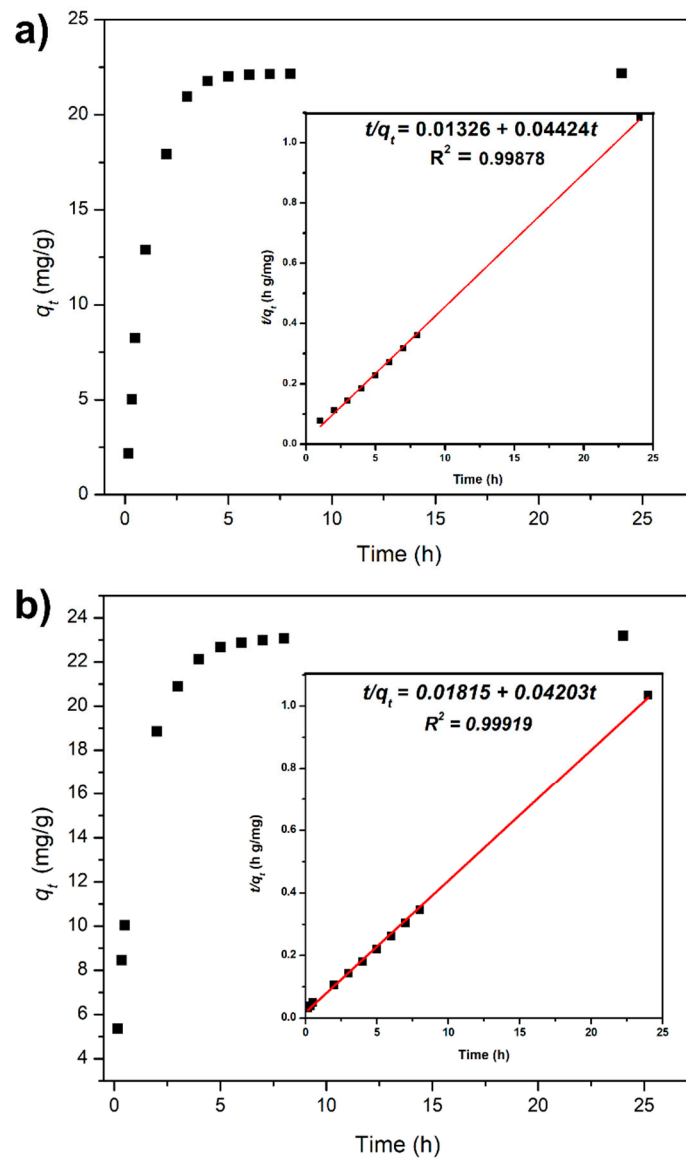 a)
25
20
15
10
5
0
q_t (mg/g)
0 5 10 15 20 25
Time (h)
t/q_t = 0.01326 + 0.04424t
R² = 0.99878
1.0
0.8
0.6
0.4
0.2
0.0
t/q_t (h g/mg)
0 5 10 15 20 25
Time (h)
b)
24
22
20
18
16
14
12
10
8
6
4
q_t (mg/g)
0 5 10 15 20 25
Time (h)
t/q_t = 0.01815 + 0.04203t
R² = 0.99919
1.0
0.8
0.6
0.4
0.2
0.0
t/q_t (h g/mg)
0 5 10 15 20 25
Time (h)